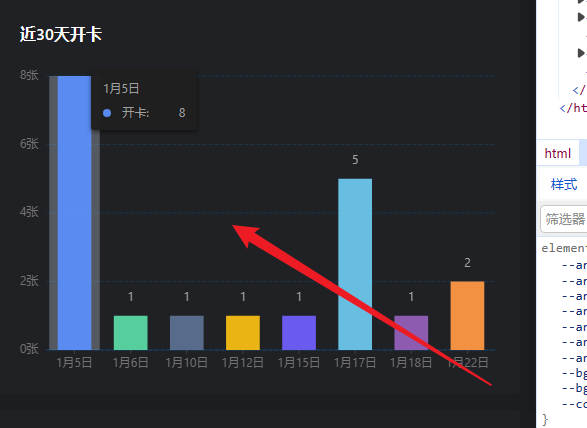 近30天开卡
8张
6张
4张
2张
0张
1月5日
开卡:
8
1
1
1
1
5
1
2
1月5日
1月6日
1月10日
1月12日
1月15日
1月17日
1月18日
1月22日
</
</ht
html
样式
筛选器
element
--ar
--ar
--ar
--ar
--ar
--ar
--ar
--bg
--bg
--co
}